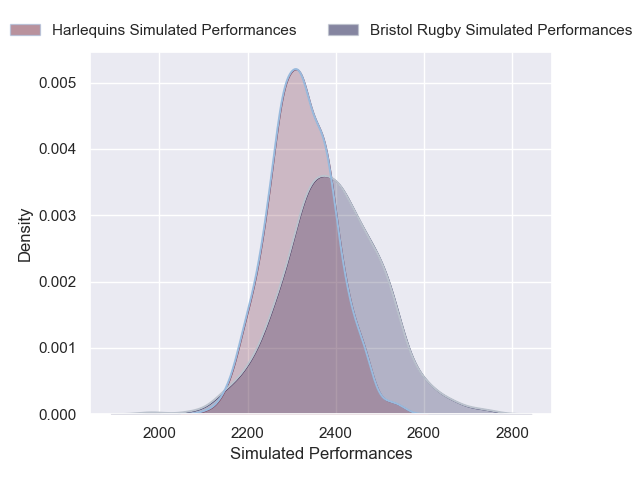 Harlequins Simulated Performances
Bristol Rugby Simulated Performances
0.005
0.004
0.003
0.002
0.001
0.000
Density
2000 2200 2400 2600 2800
Simulated Performances